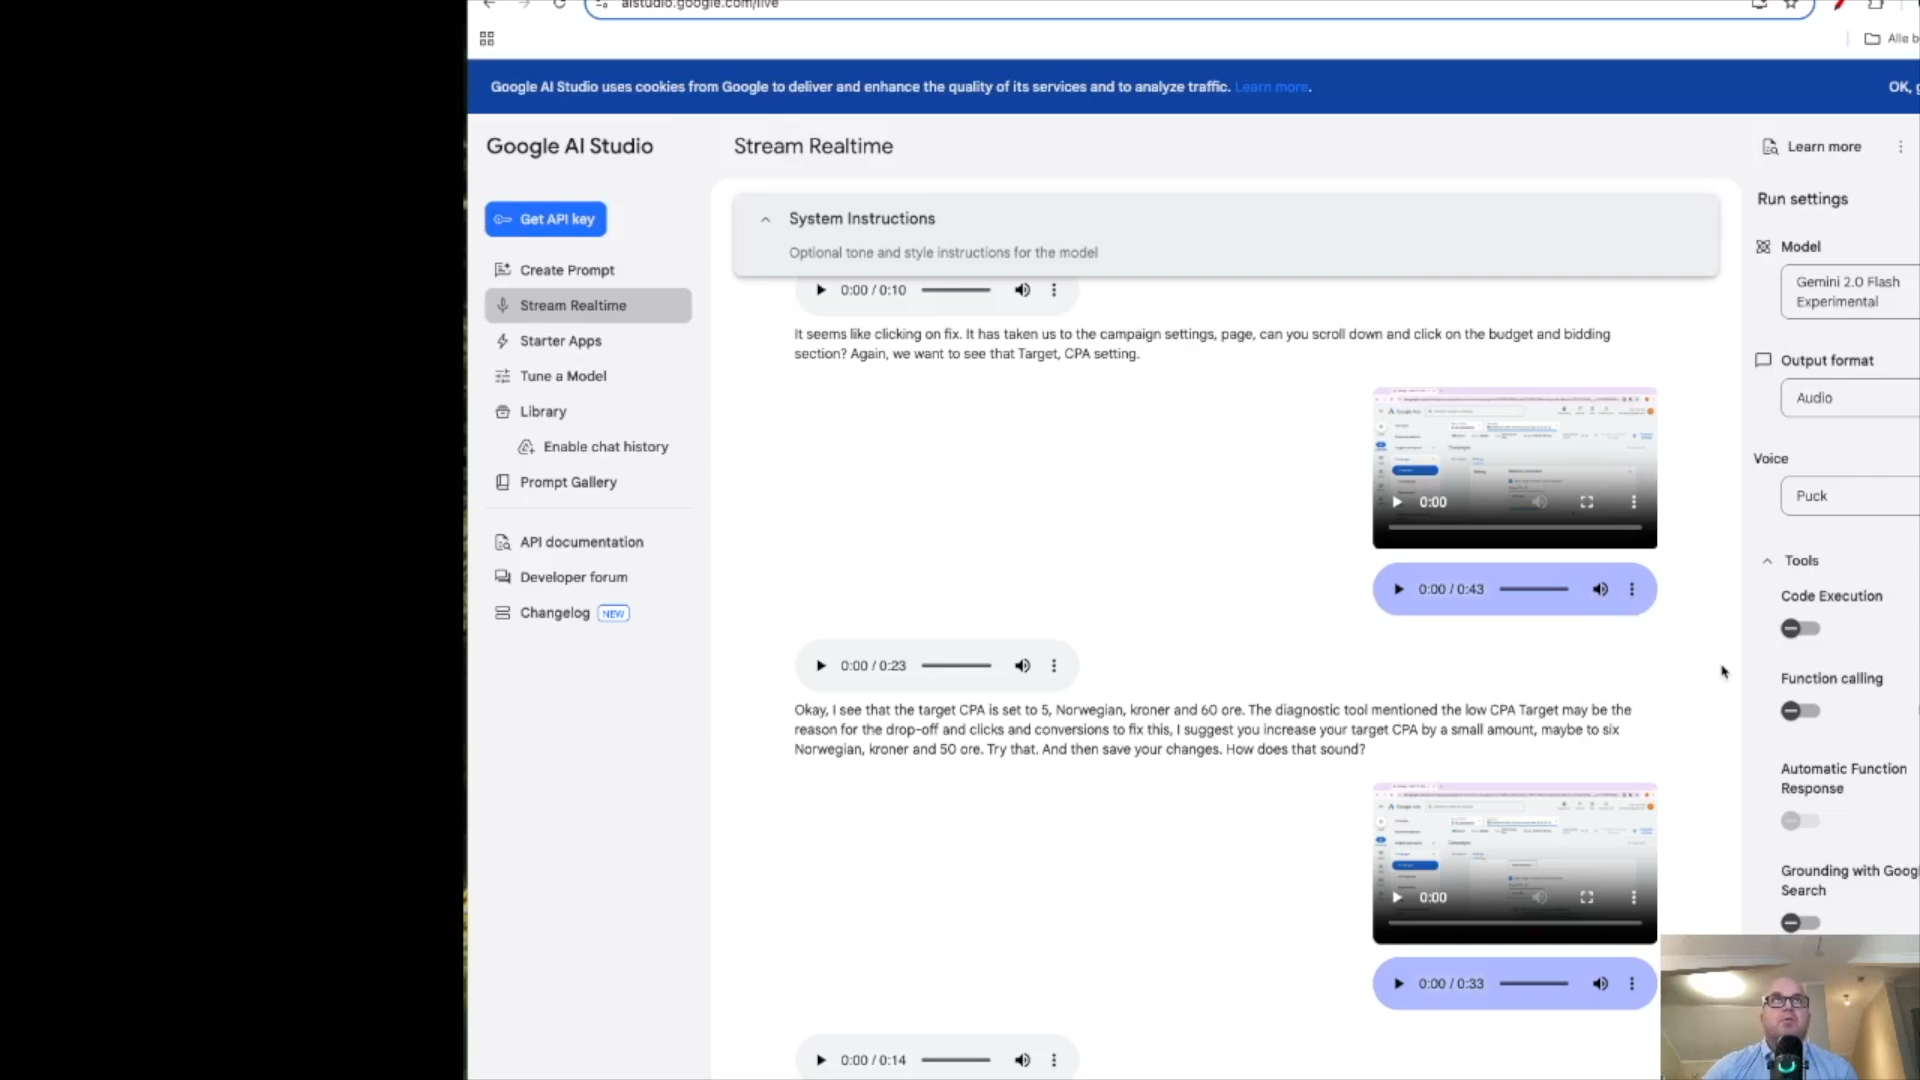 aistudio.google.com/live
Alle b
Google AI Studio uses cookies from Google to deliver and enhance the quality of its services and to analyze traffic. Learn more.
OK, g
Google AI Studio
Stream Realtime
Learn more
Get API key
Create Prompt
Stream Realtime
Starter Apps
Tune a Model
Library
Enable chat history
Prompt Gallery
API documentation
Developer forum
Changelog NEW
System Instructions
Optional tone and style instructions for the model
0:00 / 0:10
It seems like clicking on fix. It has taken us to the campaign settings, page, can you scroll down and click on the budget and bidding
section? Again, we want to see that Target, CPA setting.
0:00
0:00 / 0:43
0:00 / 0:23
Okay, I see that the target CPA is set to 5, Norwegian, kroner and 60 ore. The diagnostic tool mentioned the low CPA Target may be the
reason for the drop-off and clicks and conversions to fix this, I suggest you increase your target CPA by a small amount, maybe to six
Norwegian, kroner and 50 ore. Try that. And then save your changes. How does that sound?
0:00
0:00 / 0:33
0:00 / 0:14
Run settings
Model
Gemini 2.0 Flash
Experimental
Output format
Audio
Voice
Puck
Tools
Code Execution
Function calling
Automatic Function
Response
Grounding with Goog
Search